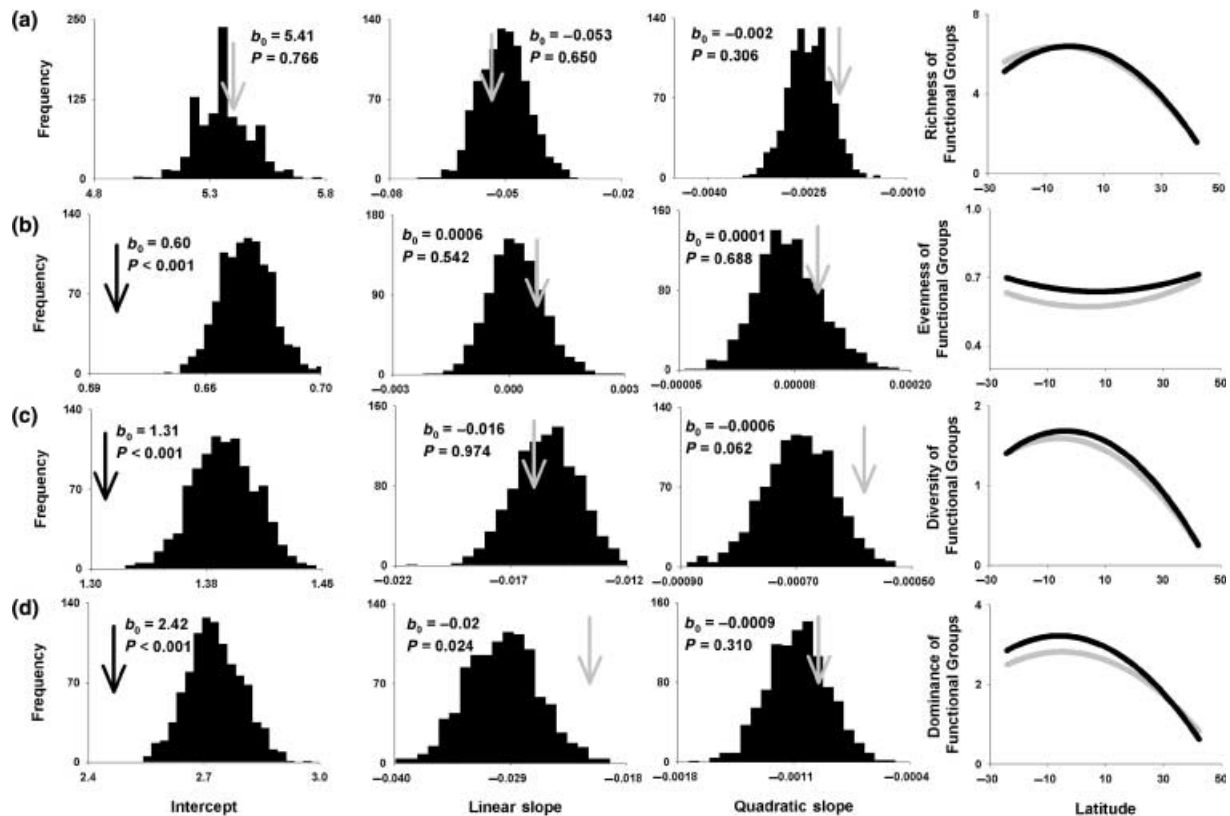 (a)
250
125
0
4.8
5.3
5.8
Frequency
b0 = 5.41
P = 0.766
140
70
0
−0.08
−0.05
−0.02
b0 = −0.053
P = 0.650
140
70
0
−0.0040
−0.0025
−0.0010
b0 = −0.002
P = 0.306
8
6
4
2
0
−30
−10
10
30
50
Richness of
Functional Groups
(b)
140
70
0
0.59
0.65
0.70
Frequency
b0 = 0.60
P < 0.001
180
90
0
−0.003
0.000
0.003
b0 = 0.0006
P = 0.542
160
80
0
−0.00005
0.00008
0.00020
b0 = 0.0001
P = 0.688
1.0
0.7
0.4
−30
−10
10
30
50
Evenness of
Functional Groups
(c)
140
70
0
1.30
1.38
1.46
Frequency
b0 = 1.31
P < 0.001
160
80
0
−0.022
−0.017
−0.012
b0 = −0.016
P = 0.974
140
70
0
−0.00090
−0.00070
−0.00050
b0 = −0.0006
P = 0.062
2
1
0
−30
−10
10
30
50
Diversity of
Functional Groups
(d)
140
70
0
2.4
2.7
3.0
Frequency
b0 = 2.42
P < 0.001
140
70
0
−0.040
−0.029
−0.018
b0 = −0.02
P = 0.024
160
80
0
−0.0018
−0.0011
−0.0004
b0 = −0.0009
P = 0.310
4
2
0
−30
−10
10
30
50
Dominance of
Functional Groups
Intercept
Linear slope
Quadratic slope
Latitude